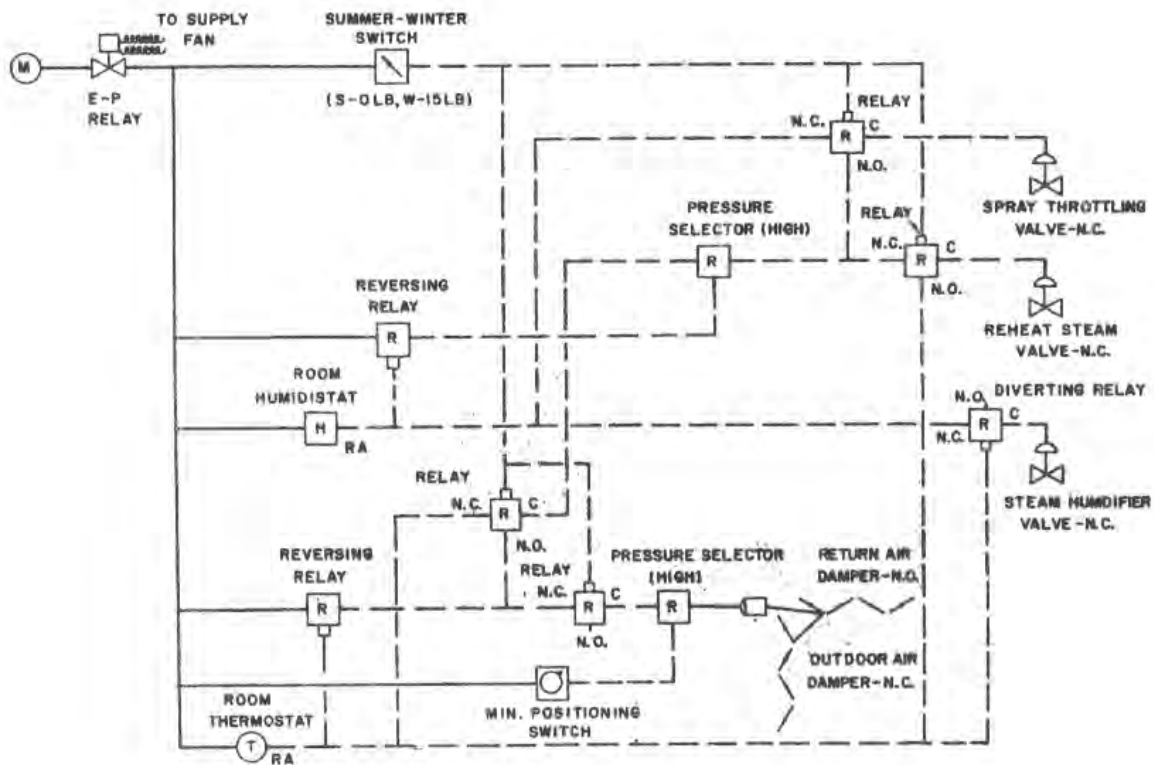 TO SUPPLY
FAN
SUMMER-WINTER
SWITCH
M
E-P
RELAY
(S-0LB, W-15LB)
RELAY
N.C.
R
C
N.O.
SPRAY THROTTLING
VALVE-N.C.
PRESSURE
SELECTOR (HIGH)
R
RELAY
N.C.
R
C
N.O.
REHEAT STEAM
VALVE-N.C.
REVERSING
RELAY
R
ROOM
HUMIDISTAT
H
RA
N.O.
DIVERTING RELAY
R
C
N.C.
STEAM HUMDIFIER
VALVE-N.C.
RELAY
N.C.
R
C
N.O.
REVERSING
RELAY
R
RELAY
N.C.
R
C
N.O.
PRESSURE SELECTOR
(HIGH)
R
RETURN AIR
DAMPER-N.O.
OUTDOOR AIR
DAMPER-N.C.
MIN. POSITIONING
SWITCH
ROOM
THERMOSTAT
T
RA